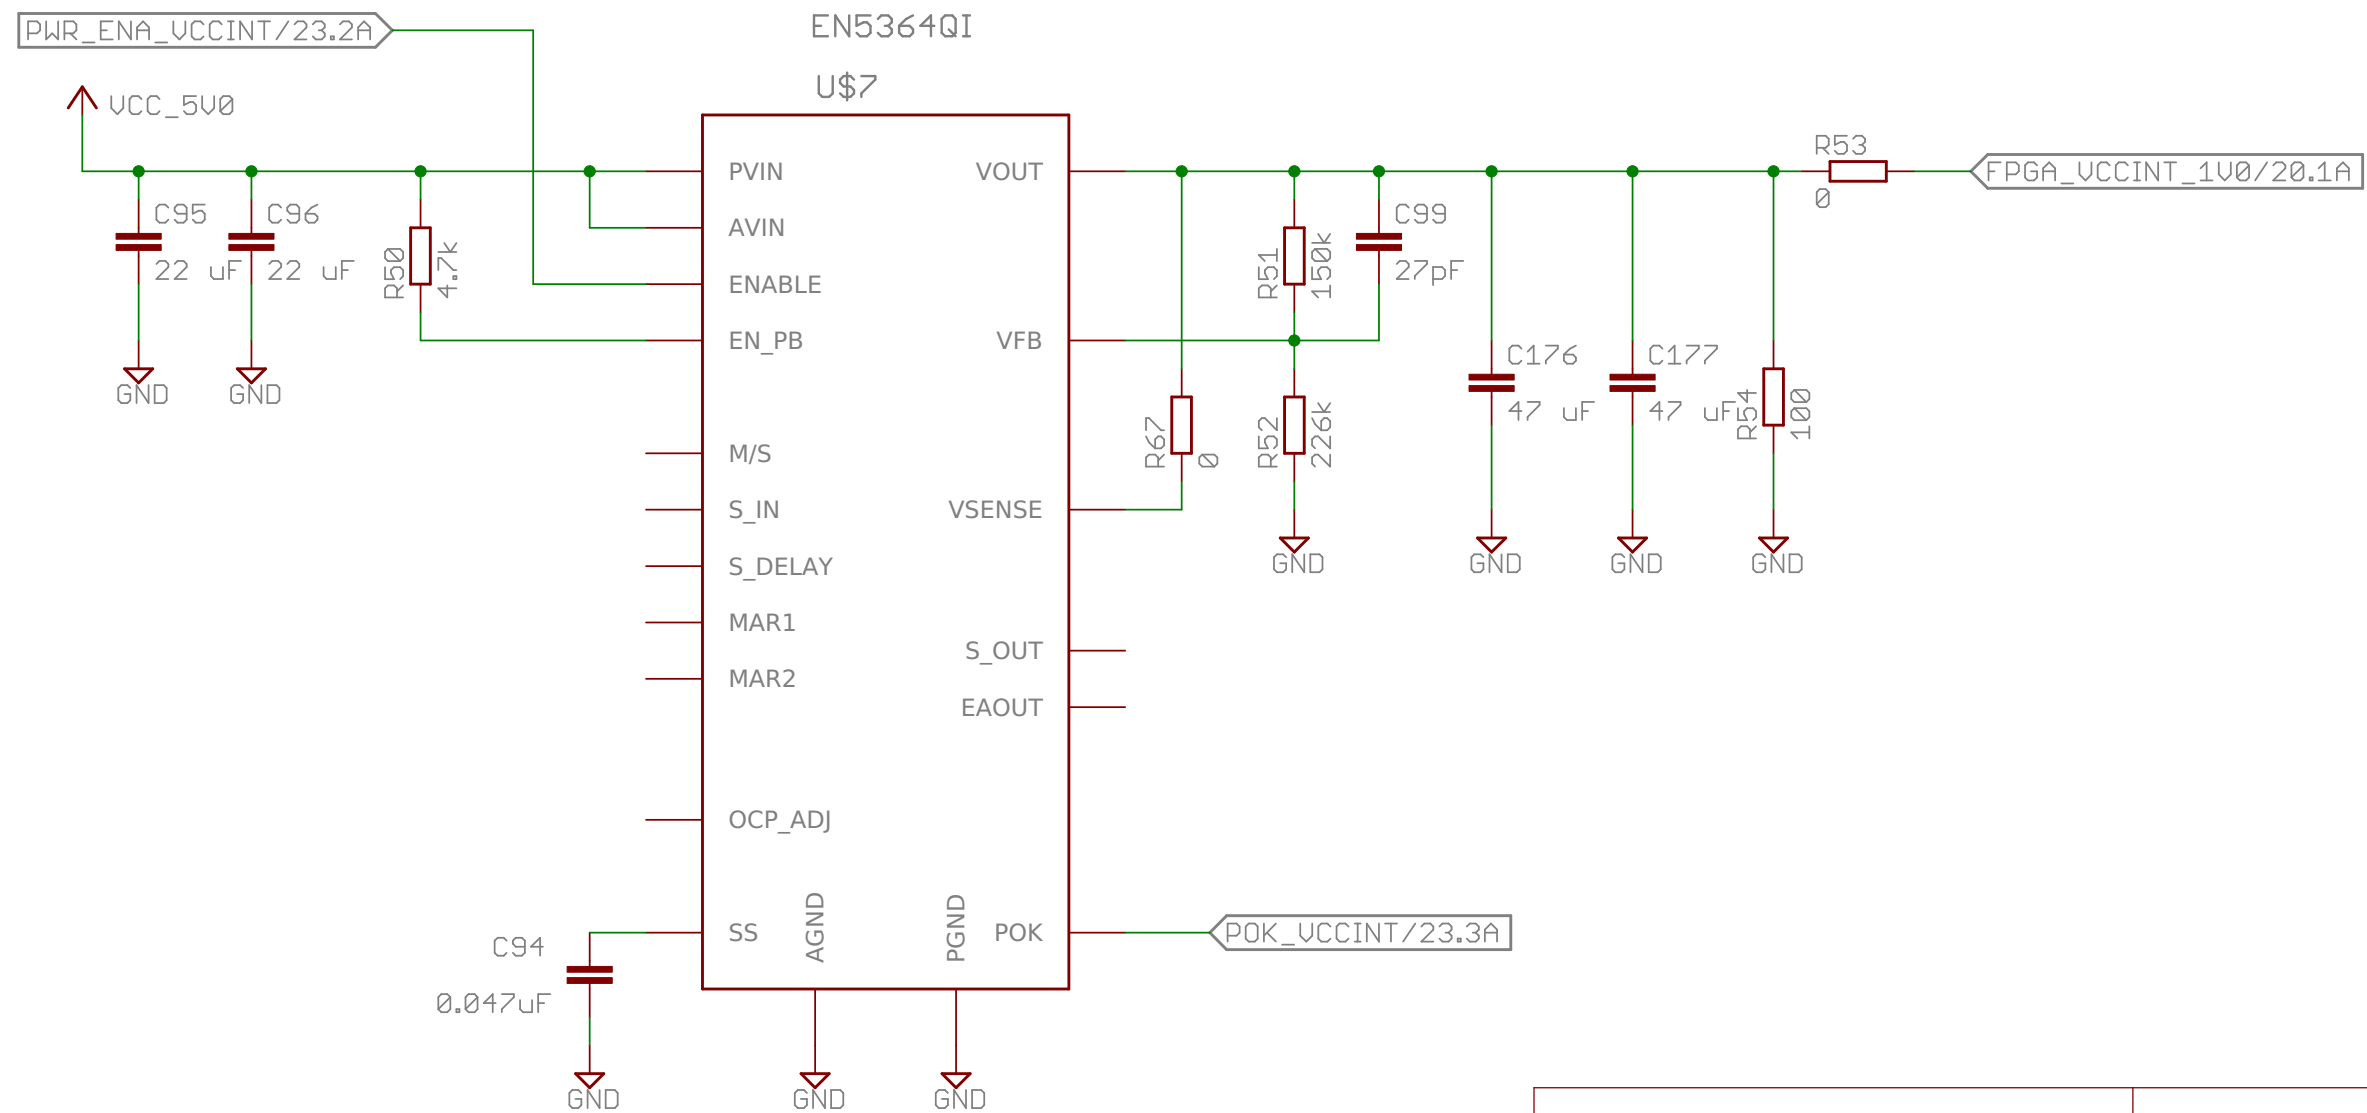 EN5364QI
PWR_ENA_VCCINT/23.2A
U$7
VCC_5V0
R53
PVIN
VOUT
FPGA_VCCINT_1V0/20.1A
0
C95
C96
C99
AVIN
22 uF
22 uF
R50
4.7k
R51
150k
27pF
ENABLE
EN_PB
VFB
C176
C177
GND
GND
47 uF
47 uF
R54
100
R67
0
R52
226k
M/S
S_IN
VSENSE
GND
GND
GND
GND
S_DELAY
MAR1
S_OUT
MAR2
EAOUT
OCP_ADJ
AGND
PGND
SS
POK
POK_VCCINT/23.3A
C94
0.047uF
GND
GND
GND